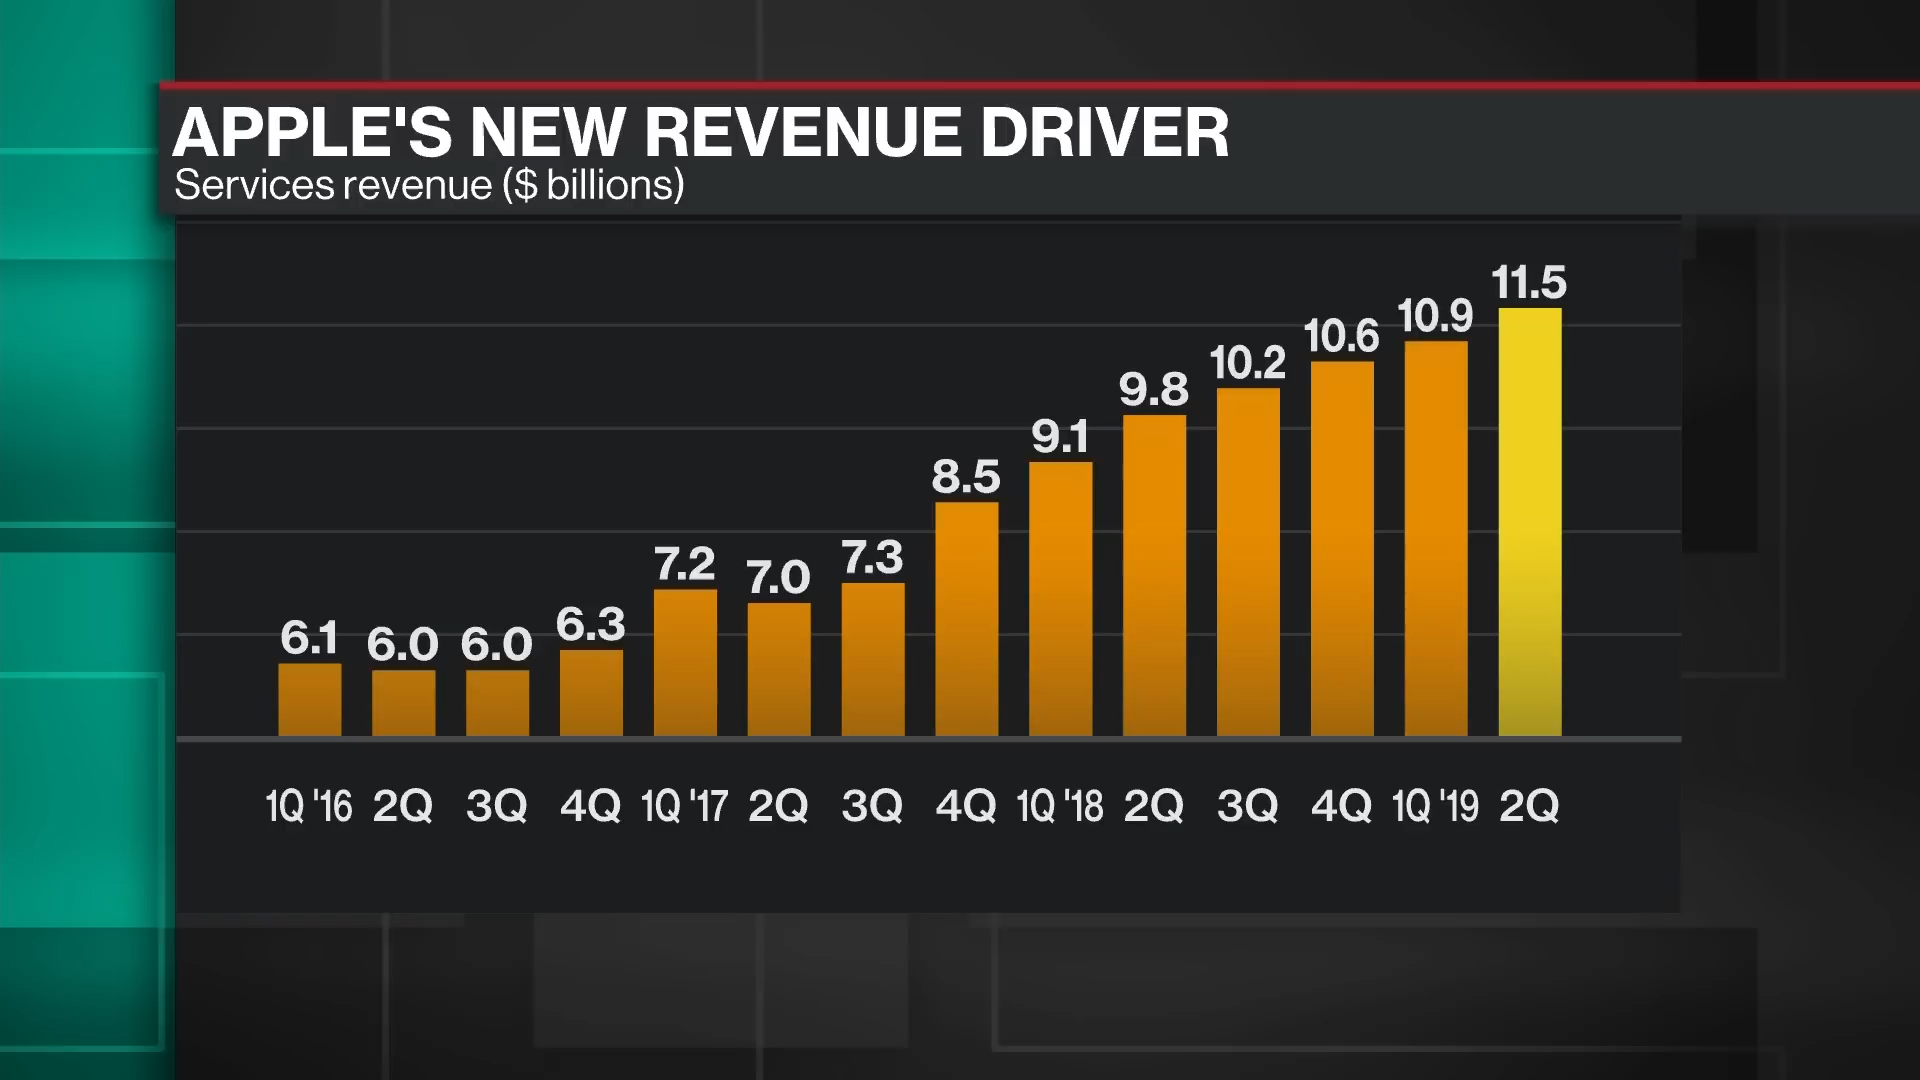 APPLE'S NEW REVENUE DRIVER
Services revenue ($ billions)
6.1 6.0 6.0 6.3 7.2 7.0 7.3 8.5 9.1 9.8 10.2 10.6 10.9 11.5
1Q '16 2Q 3Q 4Q 1Q '17 2Q 3Q 4Q 1Q '18 2Q 3Q 4Q 1Q '19 2Q